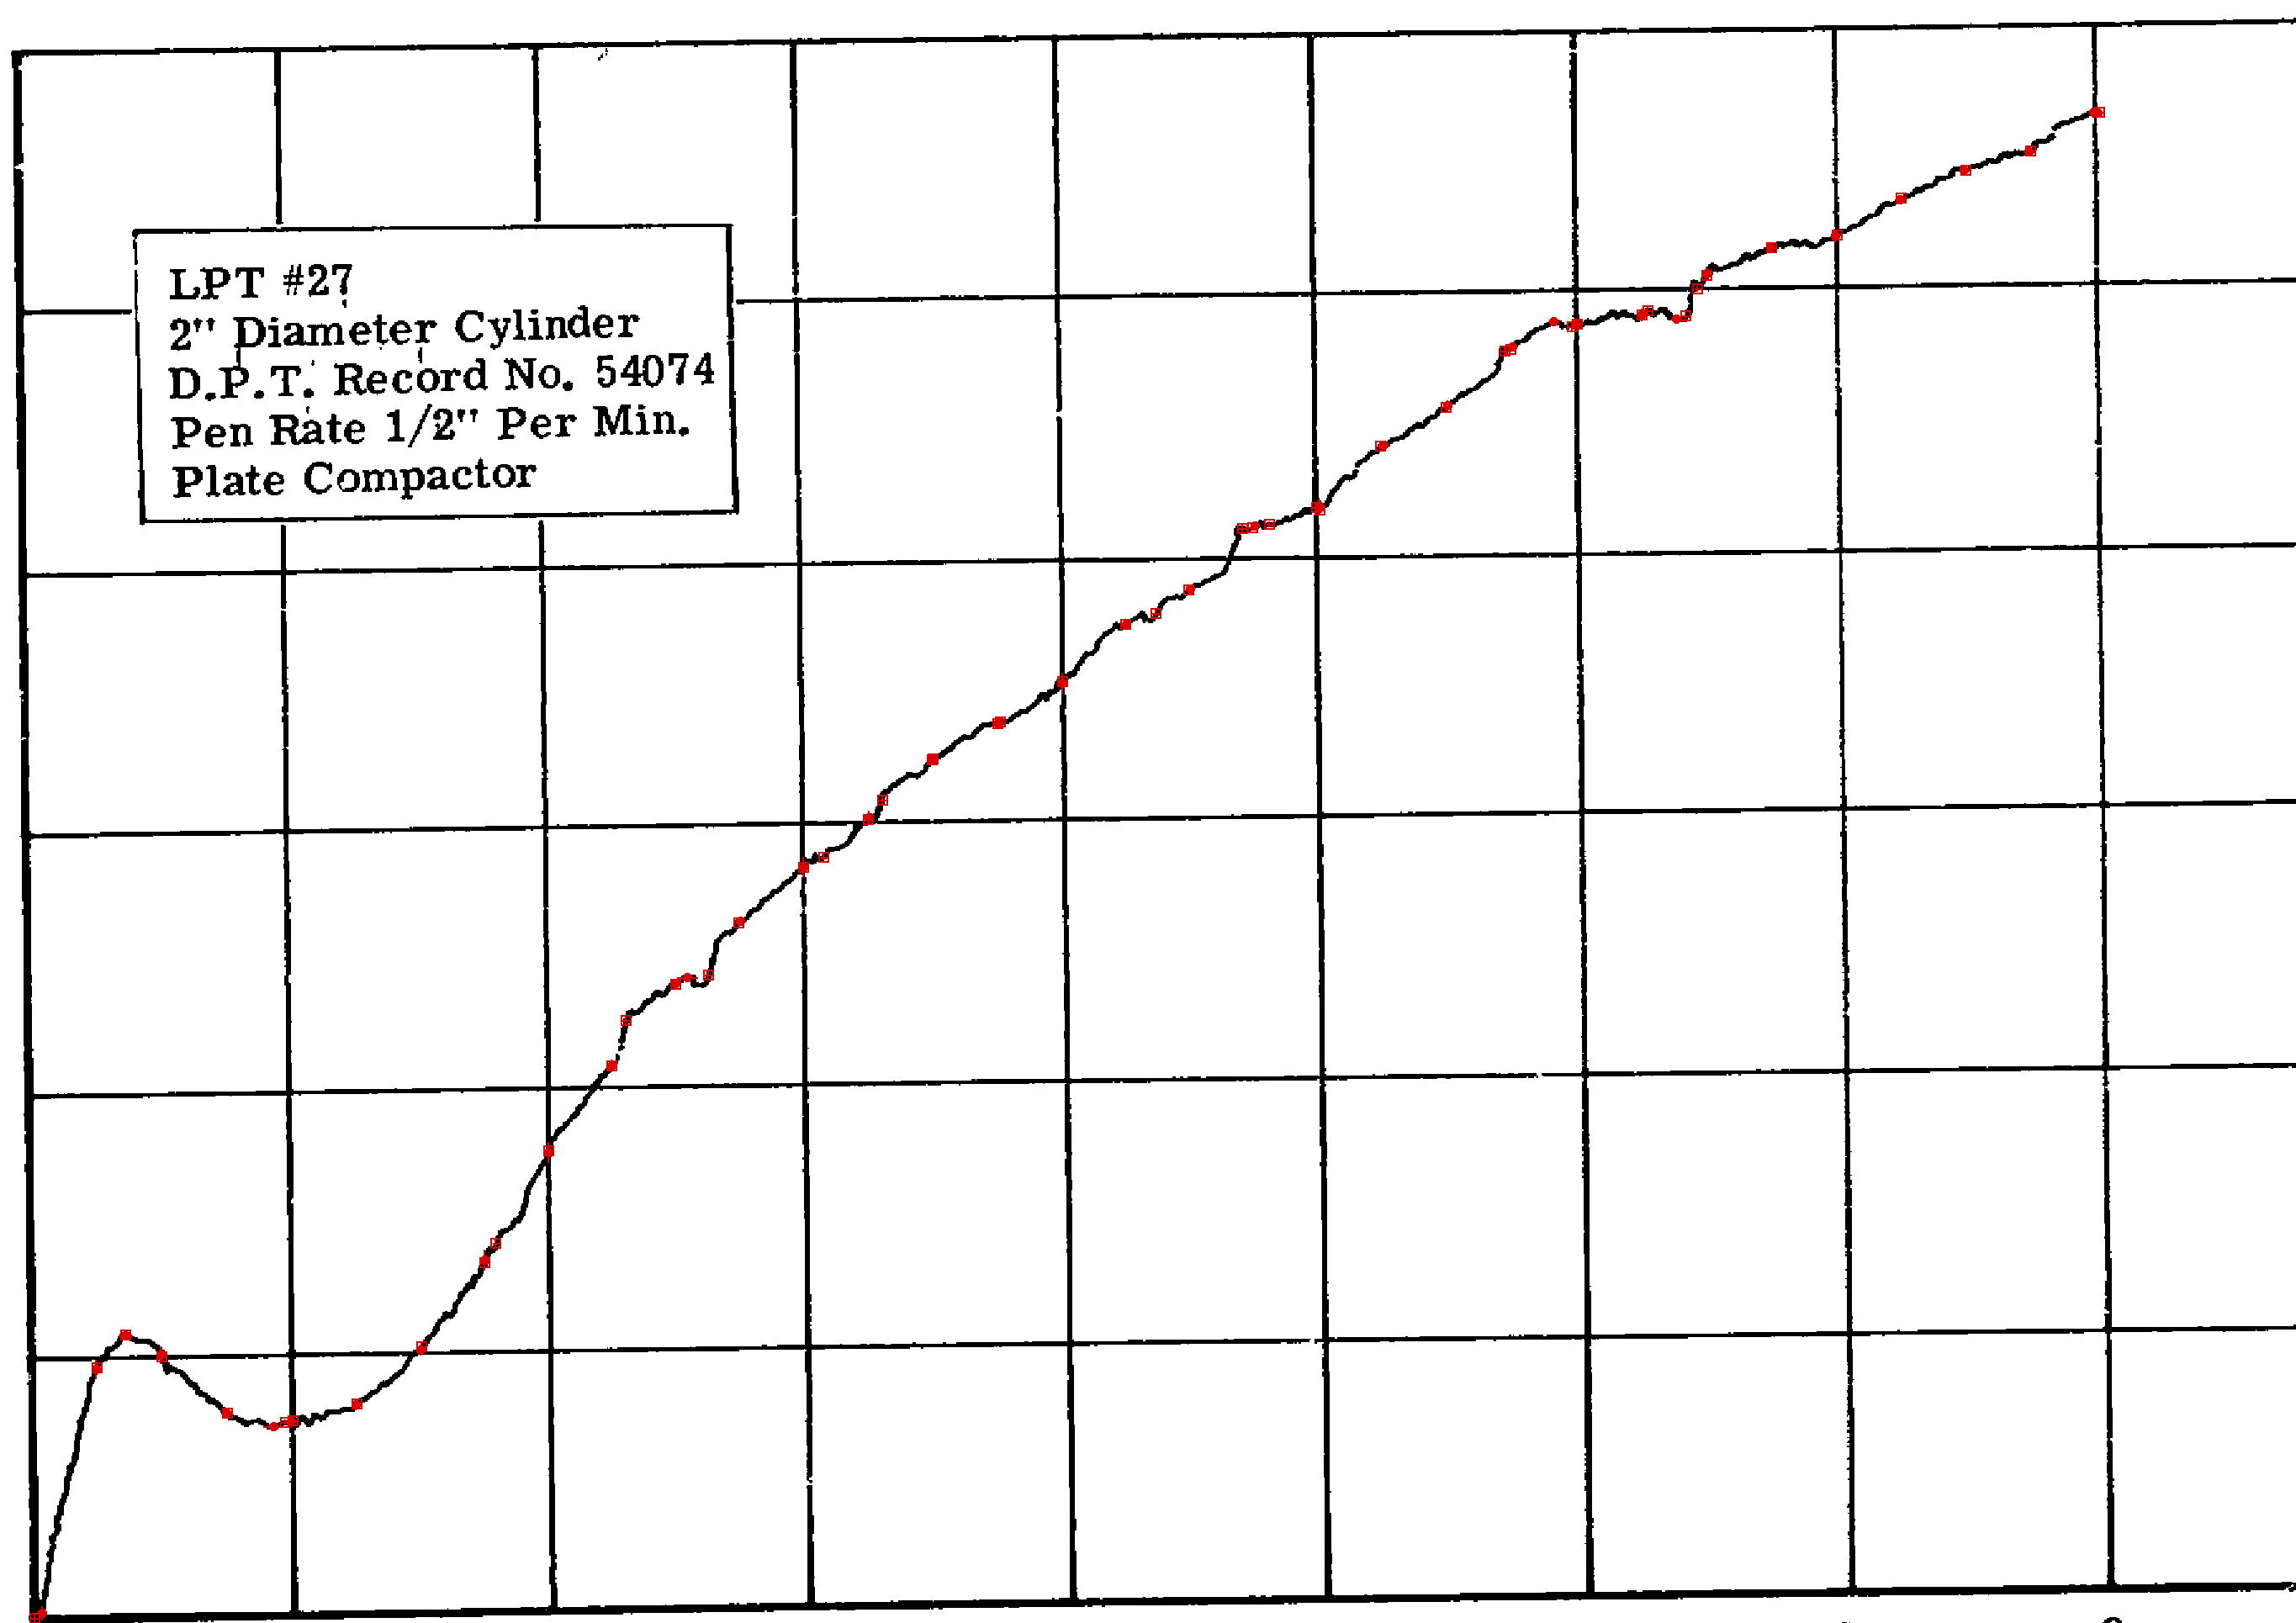 LPT #27
2" Diameter Cylinder
D.P.T. Record No. 54074
Pen Rate 1/2" Per Min.
Plate Compactor